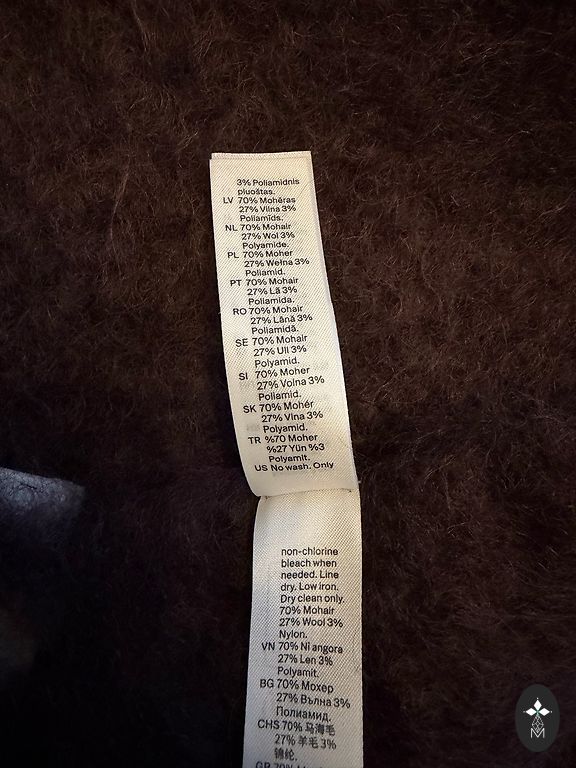 3% Poliamidnis
pluoštas.
LV 70% Mohēras
27% Vilna 3%
Poliamīds.
NL 70% Mohair
27% Wol 3%
Polyamide.
PL 70% Moher
27% Wełna 3%
Poliamid.
PT 70% Mohair
27% Lã 3%
Poliamida.
RO 70% Mohair
27% Lână 3%
Poliamidă.
SE 70% Mohair
27% Ull 3%
Polyamid.
SI 70% Moher
27% Volna 3%
Poliamid.
SK 70% Mohér
27% Vlna 3%
Polyamid.
TR %70 Moher
%27 Yün %3
Polyamit.
US No wash. Only
non-chlorine
bleach when
needed. Line
dry. Low iron.
Dry clean only.
70% Mohair
27% Wool 3%
Nylon.
VN 70% Nỉ angora
27% Len 3%
Polyamit.
BG 70% Мохер
27% Вълна 3%
Полиамид.
CHS 70% 马海毛
27% 羊毛 3%
锦纶.
GR 70%
M